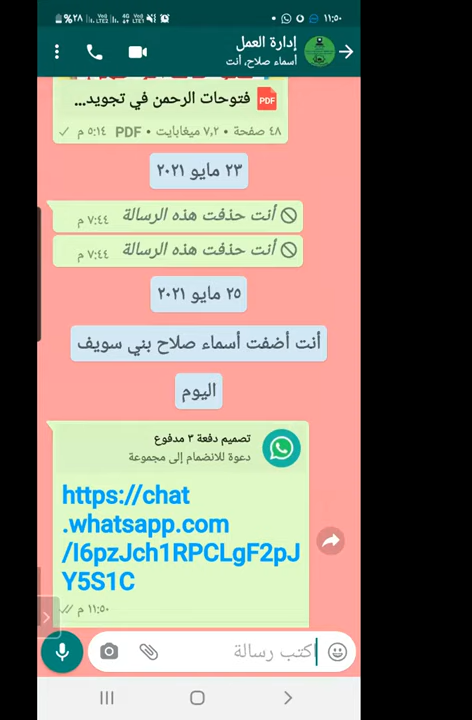 ١١:٥٠
٢٨%
إدارة العمل
أسماء صلاح, أنت
فتوحات الرحمن في تجويد...
PDF
٤٨ صفحة • ٧,٢ ميغابايت • PDF
٥:١٤ م
٢٣ مايو ٢٠٢١
أنت حذفت هذه الرسالة
٧:٤٤ م
أنت حذفت هذه الرسالة
٧:٤٤ م
٢٥ مايو ٢٠٢١
أنت أضفت أسماء صلاح بني سويف
اليوم
تصميم دفعة ٣ مدفوع
دعوة للانضمام إلى مجموعة
https://chat
.whatsapp.com
/I6pzJch1RPCLgF2pJ
Y5S1C
١١:٥٠ م
اكتب رسالة